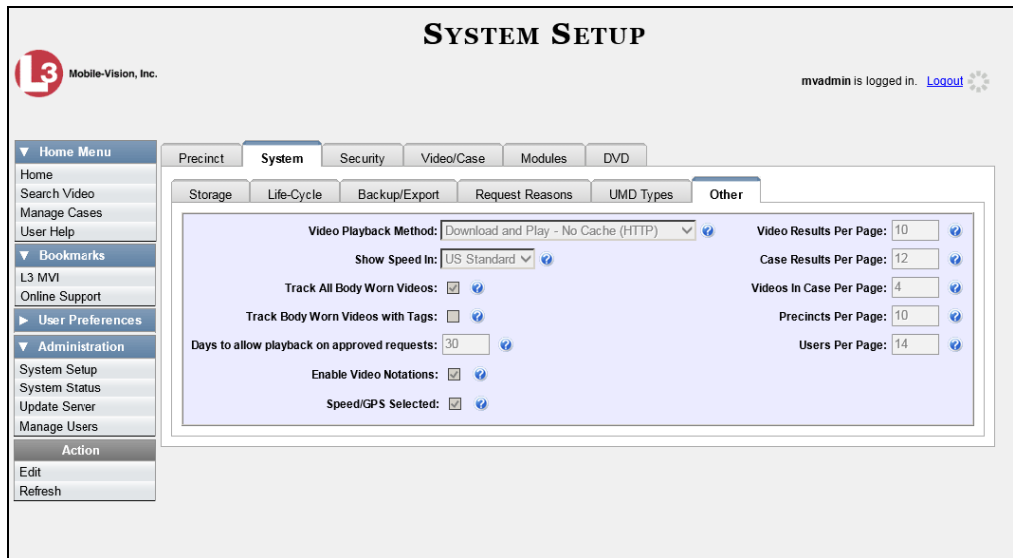 SYSTEM SETUP
L3 Mobile-Vision, Inc.
mvadmin is logged in. Logout
▼ Home Menu
Home
Search Video
Manage Cases
User Help
▼ Bookmarks
L3 MVI
Online Support
▶ User Preferences
▼ Administration
System Setup
System Status
Update Server
Manage Users
Action
Edit
Refresh
Precinct System Security Video/Case Modules DVD
Storage Life-Cycle Backup/Export Request Reasons UMD Types Other
Video Playback Method: Download and Play - No Cache (HTTP)
Show Speed In: US Standard
Track All Body Worn Videos:
Track Body Worn Videos with Tags:
Days to allow playback on approved requests: 30
Enable Video Notations:
Speed/GPS Selected:
Video Results Per Page: 10
Case Results Per Page: 12
Videos In Case Per Page: 4
Precincts Per Page: 10
Users Per Page: 14